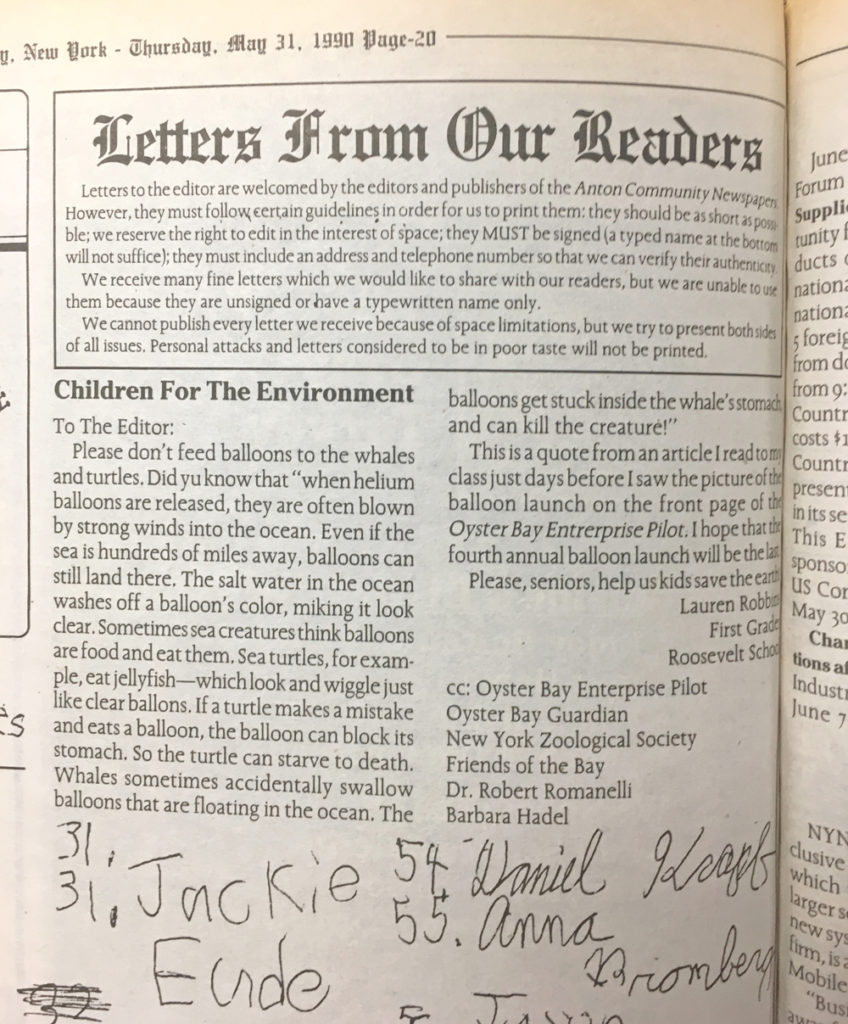 New York - Thursday, May 31, 1990 Page-20
Letters From Our Readers
Letters to the editor are welcomed by the editors and publishers of the Anton Community Newspapers.
However, they must follow certain guidelines in order for us to print them: they should be as short as possi-
ble; we reserve the right to edit in the interest of space; they MUST be signed (a typed name at the bottom
will not suffice); they must include an address and telephone number so that we can verify their authenticity.
We receive many fine letters which we would like to share with our readers, but we are unable to use
them because they are unsigned or have a typewritten name only.
We cannot publish every letter we receive because of space limitations, but we try to present both sides
of all issues. Personal attacks and letters considered to be in poor taste will not be printed.
Children For The Environment
To The Editor:
Please don't feed balloons to the whales
and turtles. Did yu know that "when helium
balloons are released, they are often blown
by strong winds into the ocean. Even if the
sea is hundreds of miles away, balloons can
still land there. The salt water in the ocean
washes off a balloon's color, miking it look
clear. Sometimes sea creatures think balloons
are food and eat them. Sea turtles, for exam-
ple, eat jellyfish—which look and wiggle just
like clear ballons. If a turtle makes a mistake
and eats a balloon, the balloon can block its
stomach. So the turtle can starve to death.
Whales sometimes accidentally swallow
balloons that are floating in the ocean. The
balloons get stuck inside the whale's stomach
and can kill the creature!"
This is a quote from an article I read to my
class just days before I saw the picture of the
balloon launch on the front page of the
Oyster Bay Entrerprise Pilot. I hope that the
fourth annual balloon launch will be the last.
Please, seniors, help us kids save the earth
Lauren Robbins
First Grade
Roosevelt School
cc: Oyster Bay Enterprise Pilot
Oyster Bay Guardian
New York Zoological Society
Friends of the Bay
Dr. Robert Romanelli
Barbara Hadel
31.
31. Jackie
Eude
54. Daniel
55. Anna
Bromberg
June
Forum
Supplie
tunity f
ducts
nationa
nationa
5 foreig
from do
from 9:
Countr
costs $1
Countr
present
in its se
This E
sponso
US Cor
May 30
Char
tions af
Industr
June 7
NYN
clusive
which
larger s
new sys
firm, is a
Mobile
"Bus